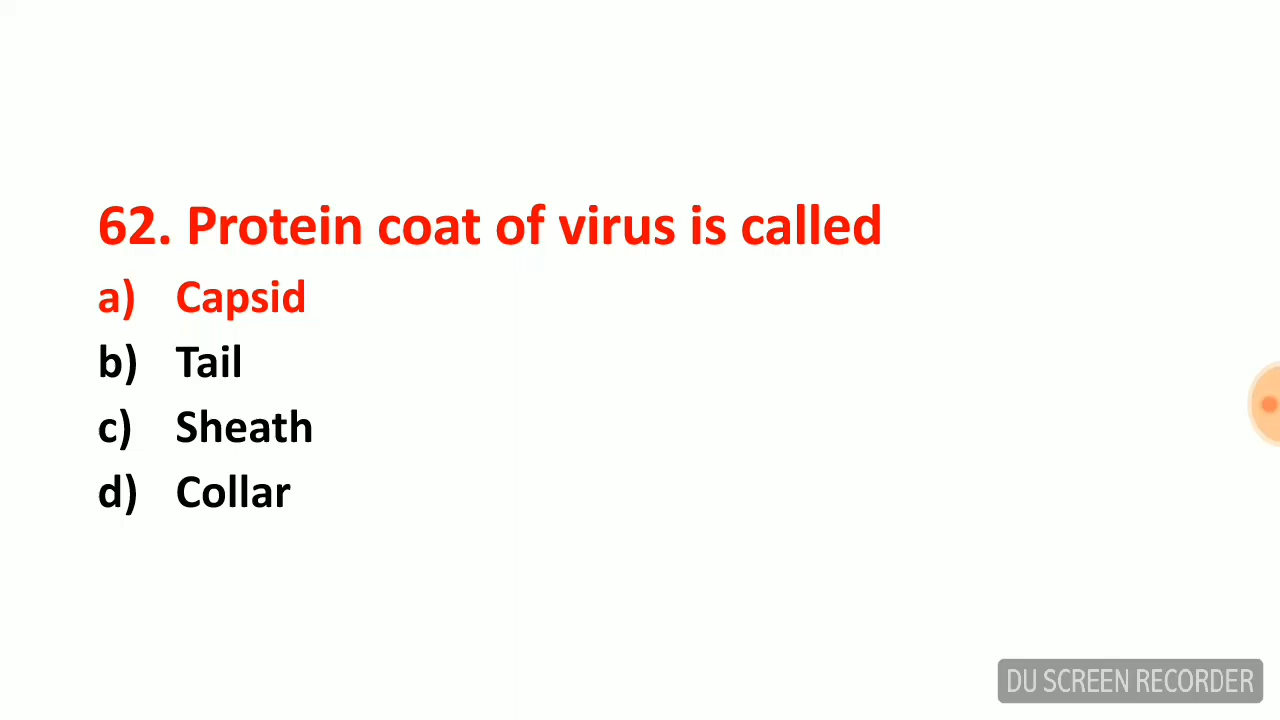 62. Protein coat of virus is called
a) Capsid
b) Tail
c) Sheath
d) Collar
DU SCREEN RECORDER